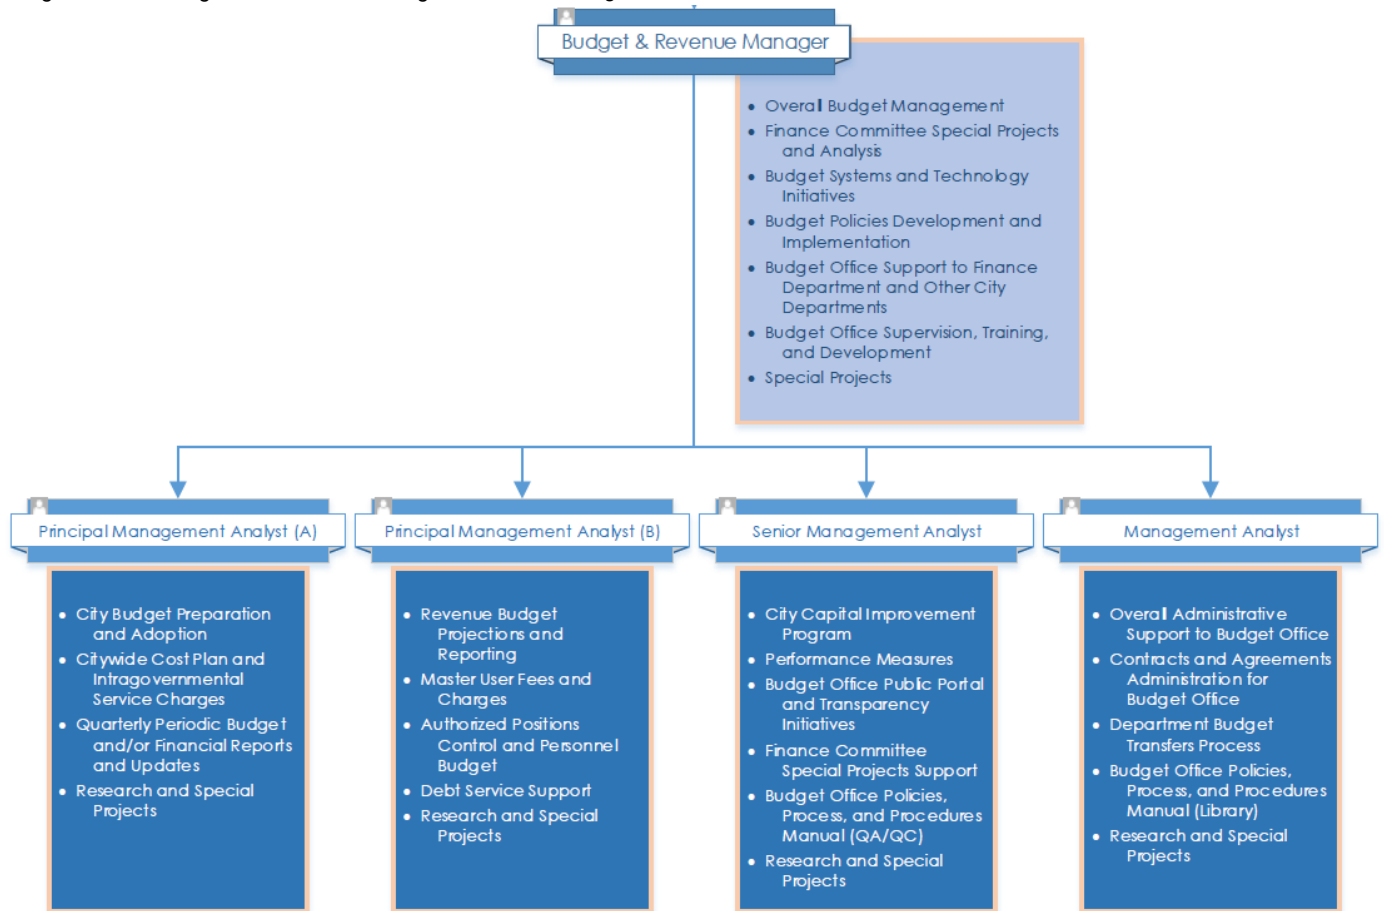 Budget & Revenue Manager
• Overall Budget Management
• Finance Committee Special Projects
and Analysis
• Budget Systems and Technology
Initiatives
• Budget Policies Development and
Implementation
• Budget Office Support to Finance
Department and Other City
Departments
• Budget Office Supervision, Training,
and Development
• Special Projects
Principal Management Analyst (A)
• City Budget Preparation
and Adoption
• Citywide Cost Plan and
Intragovernmental
Service Charges
• Quarterly Periodic Budget
and/or Financial Reports
and Updates
• Research and Special
Projects
Principal Management Analyst (B)
• Revenue Budget
Projections and
Reporting
• Master User Fees and
Charges
• Authorized Positions
Control and Personnel
Budget
• Debt Service Support
• Research and Special
Projects
Senior Management Analyst
• City Capital Improvement
Program
• Performance Measures
• Budget Office Public Portal
and Transparency
Initiatives
• Finance Committee
Special Projects Support
• Budget Office Policies,
Process, and Procedures
Manual (QA/QC)
• Research and Special
Projects
Management Analyst
• Overall Administrative
Support to Budget Office
• Contracts and Agreements
Administration for
Budget Office
• Department Budget
Transfers Process
• Budget Office Policies,
Process, and Procedures
Manual (Library)
• Research and Special
Projects